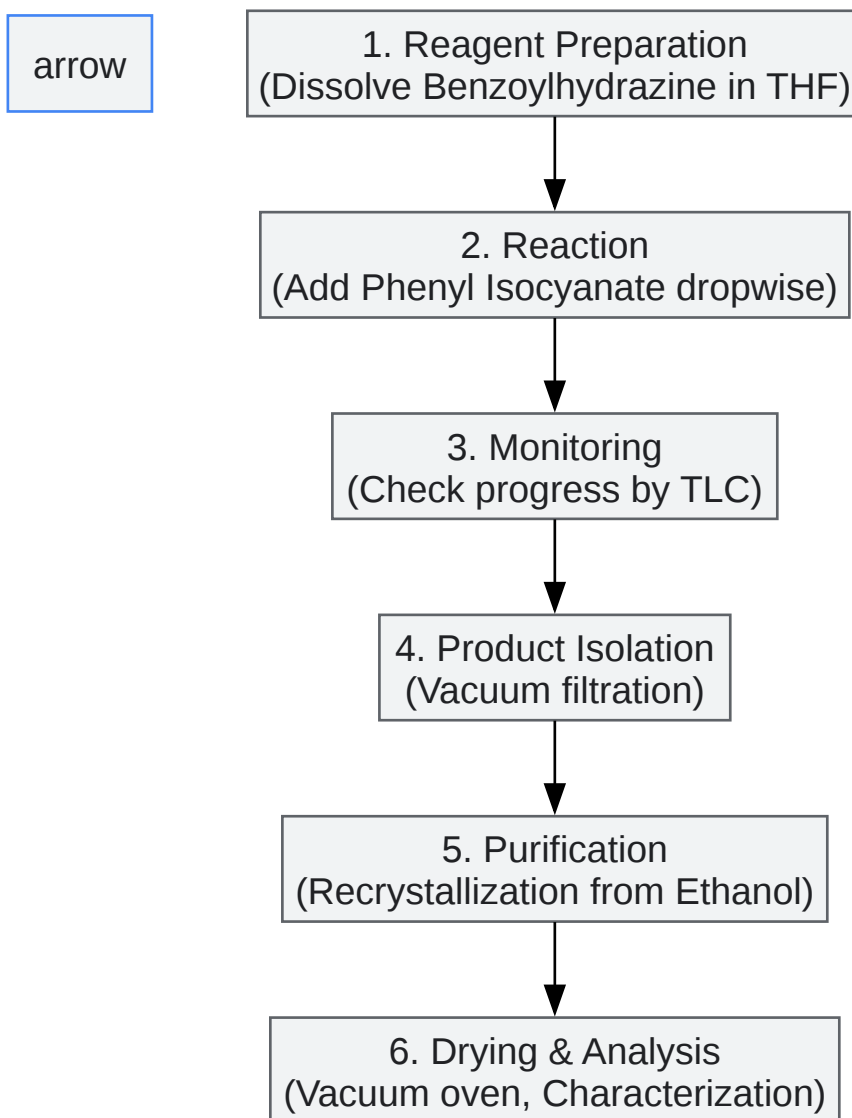 arrow
1. Reagent Preparation
(Dissolve Benzoylhydrazine in THF)
2. Reaction
(Add Phenyl Isocyanate dropwise)
3. Monitoring
(Check progress by TLC)
4. Product Isolation
(Vacuum filtration)
5. Purification
(Recrystallization from Ethanol)
6. Drying & Analysis
(Vacuum oven, Characterization)